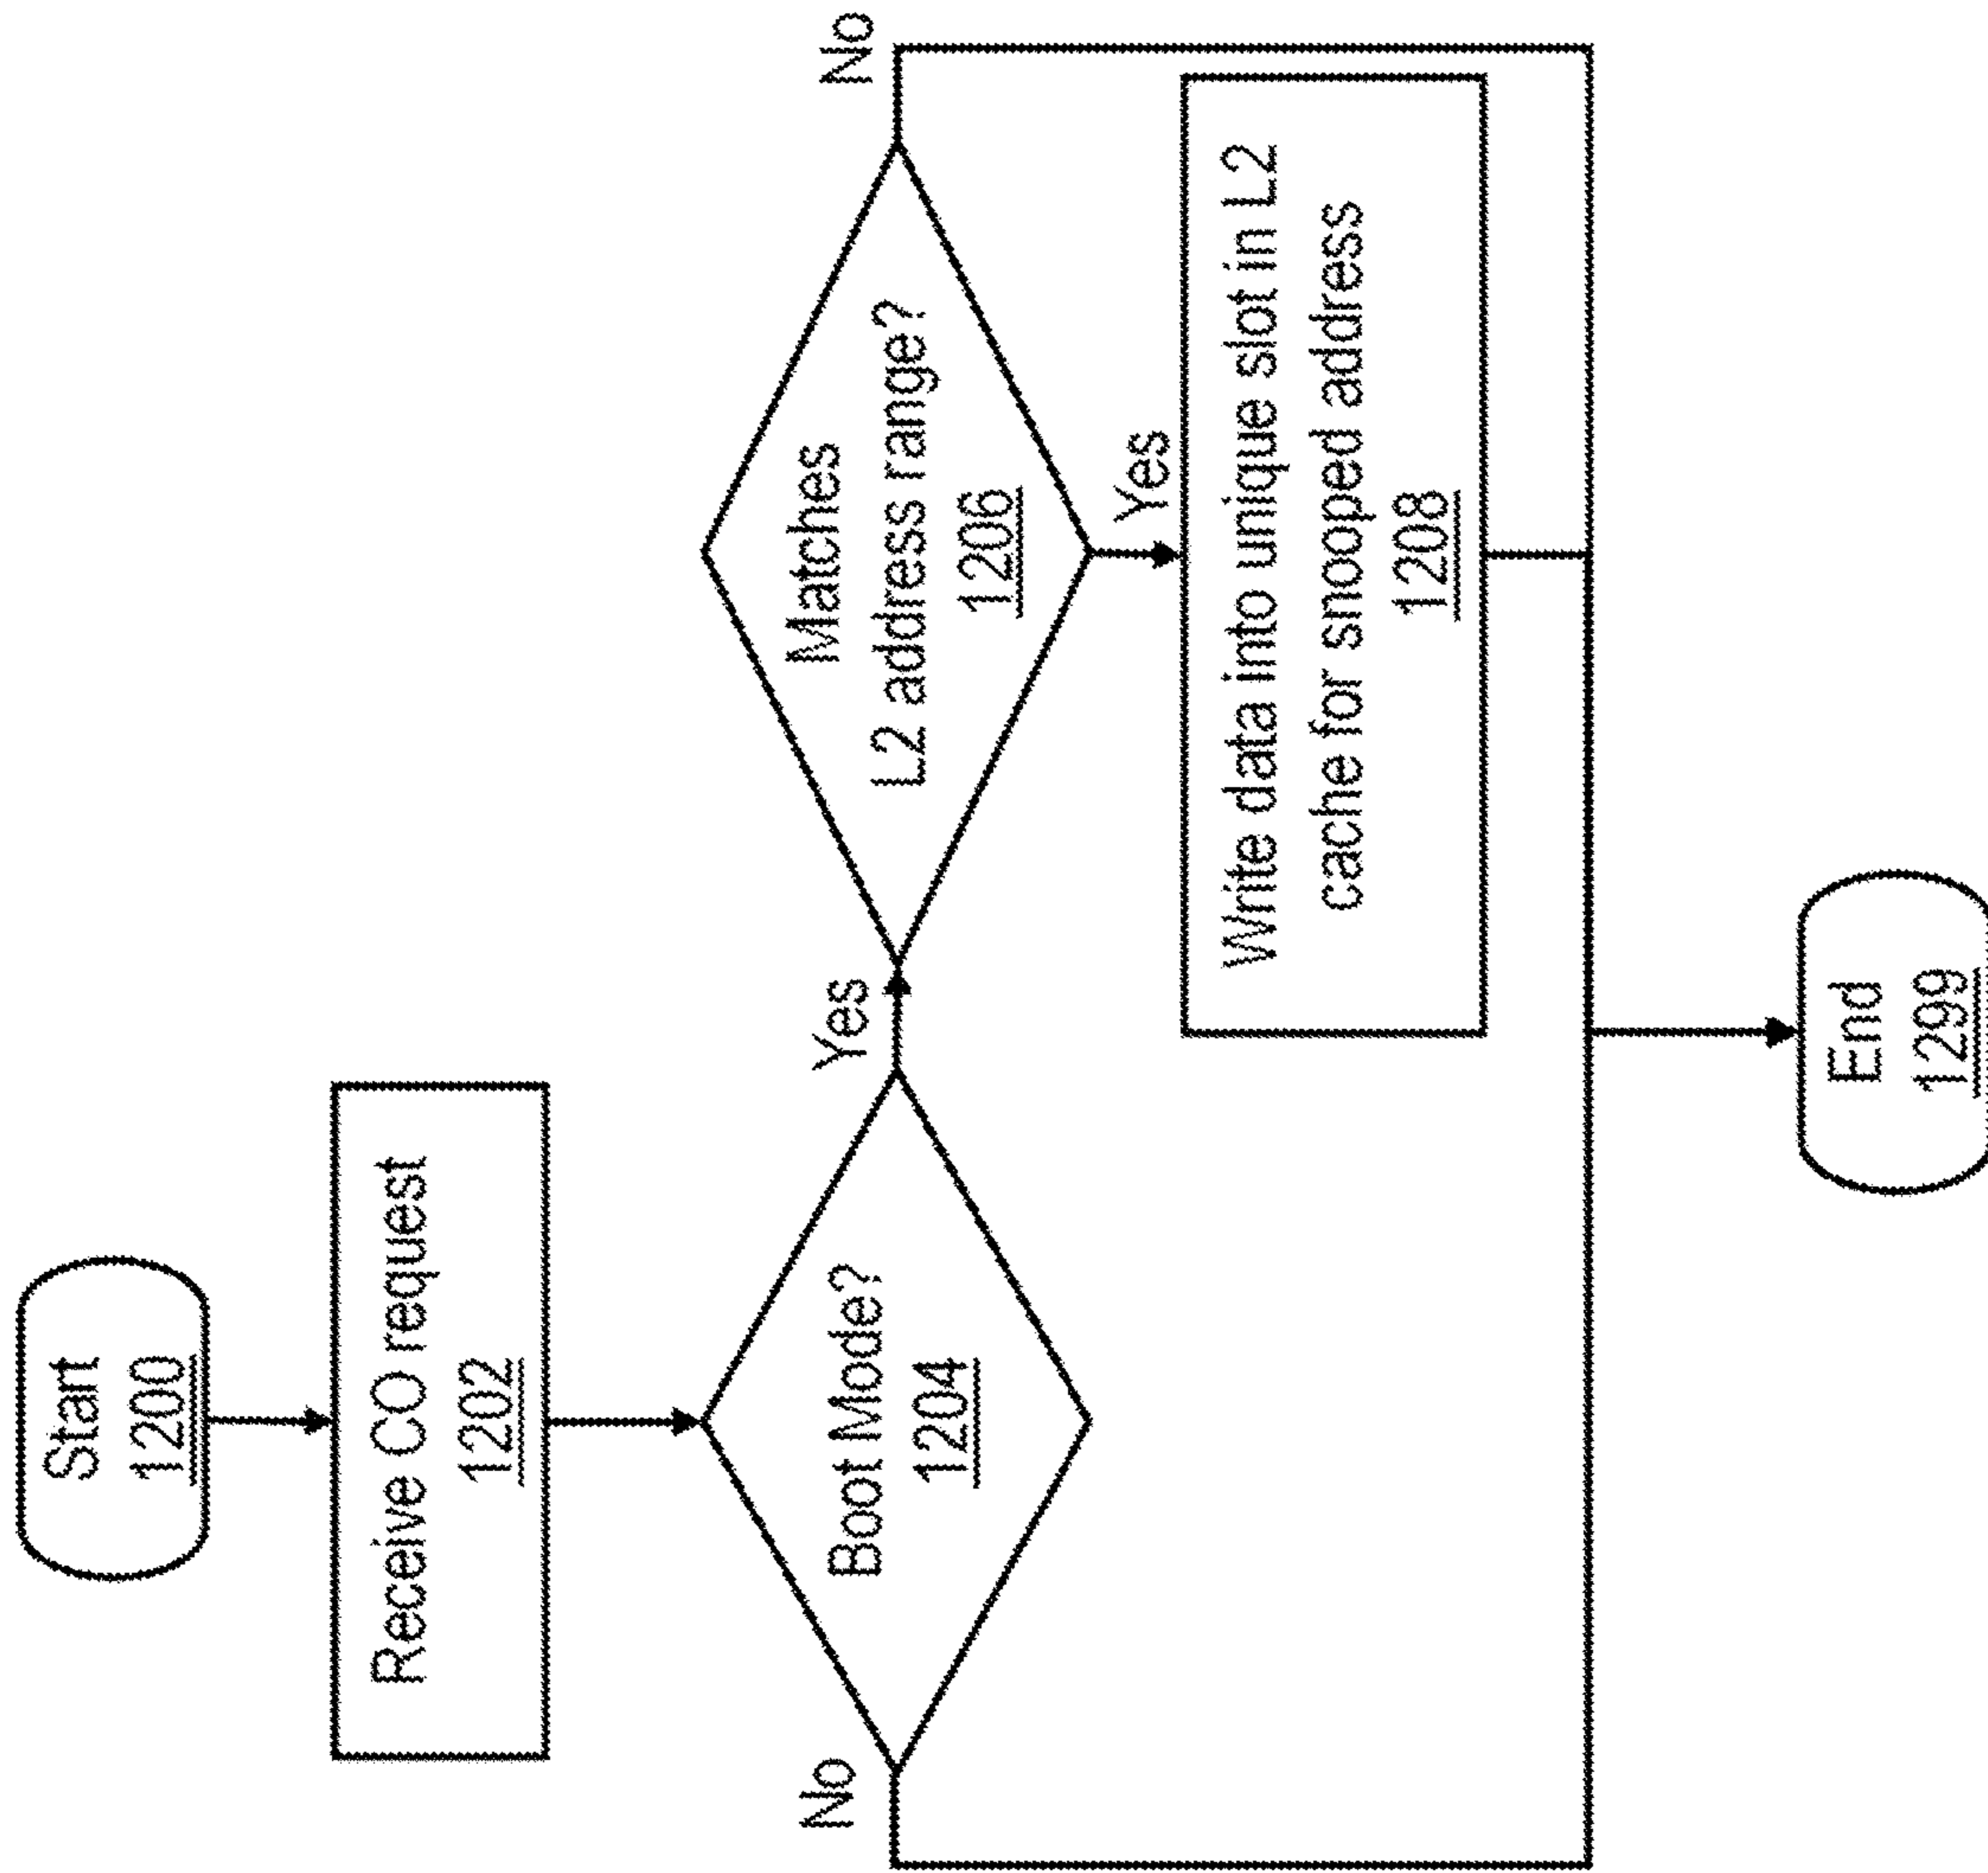 Start
1200
Receive CO request
1202
Boot Mode?
1204
No
Yes
Matches
L2 address range?
1206
No
Yes
Write data into unique slot in L2
cache for snooped address
1208
End
1299